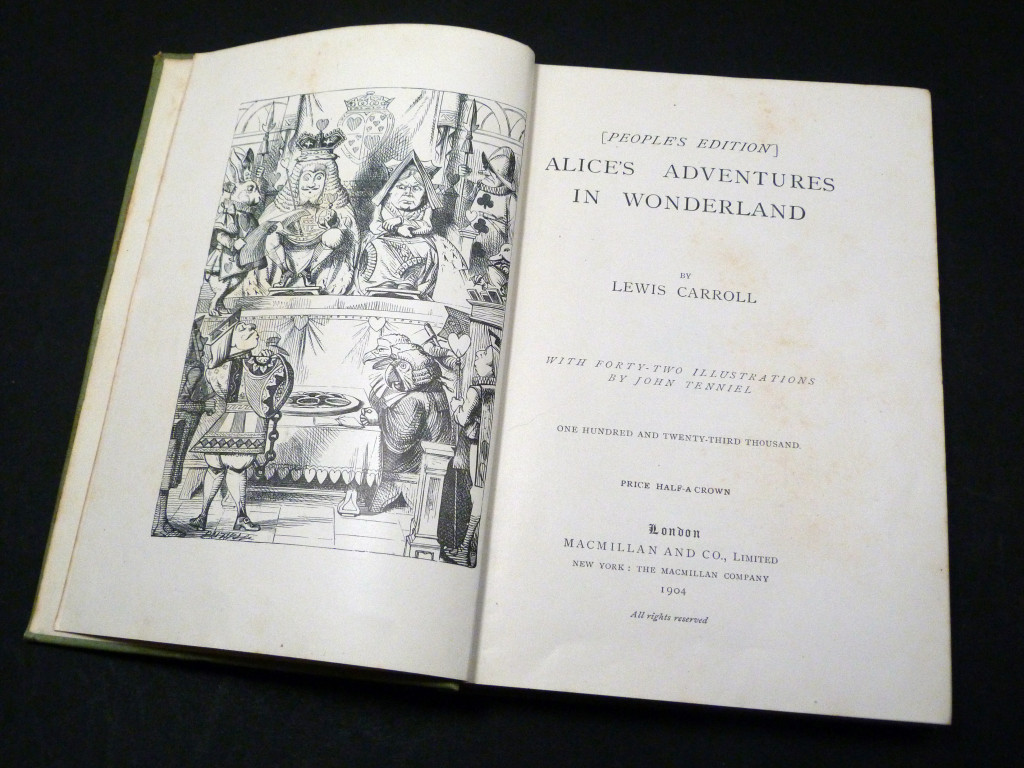 [PEOPLE'S EDITION]
ALICE'S ADVENTURES
IN WONDERLAND
BY
LEWIS CARROLL
WITH FORTY-TWO ILLUSTRATIONS
BY JOHN TENNIEL
ONE HUNDRED AND TWENTY-THIRD THOUSAND.
PRICE HALF-A CROWN
London
MACMILLAN AND CO., LIMITED
NEW YORK: THE MACMILLAN COMPANY
1904
All rights reserved